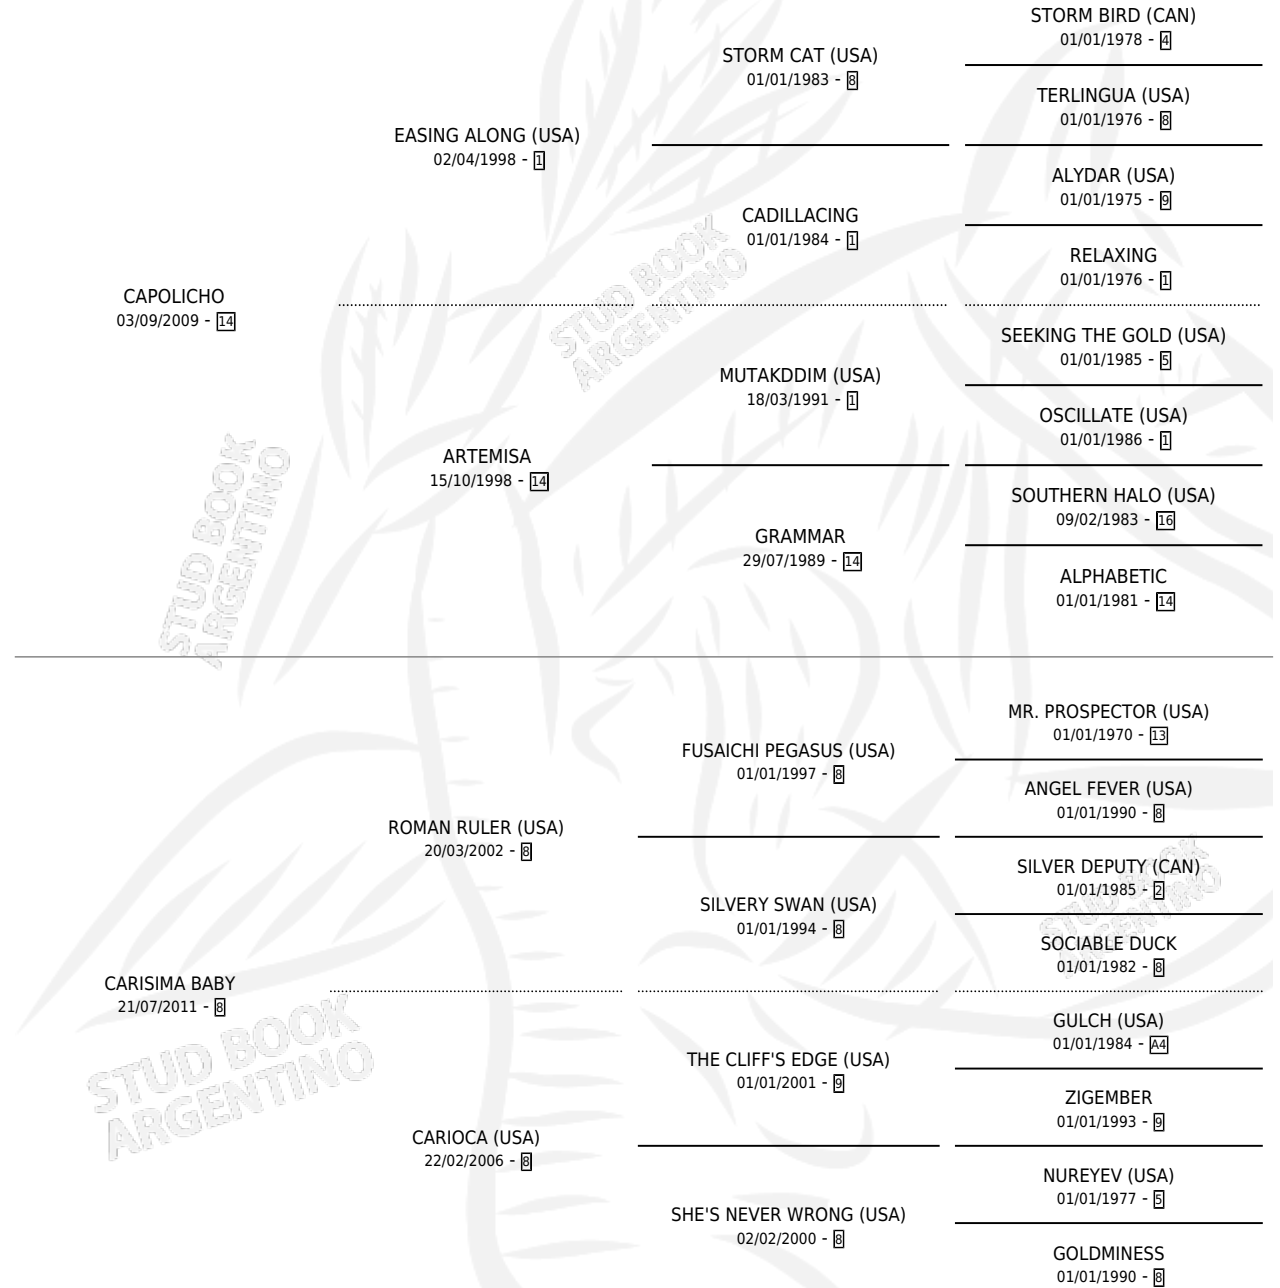 STORM BIRD (CAN)
01/01/1978 - 4
STORM CAT (USA)
01/01/1983 - 8
TERLINGUA (USA)
01/01/1976 - 8
EASING ALONG (USA)
02/04/1998 - 1
ALYDAR (USA)
01/01/1975 - 9
CADILLACING
01/01/1984 - 1
RELAXING
01/01/1976 - 1
CAPOLICHO
03/09/2009 - 14
SEEKING THE GOLD (USA)
01/01/1985 - 5
MUTAKDDIM (USA)
18/03/1991 - 1
OSCILLATE (USA)
01/01/1986 - 1
ARTEMISA
15/10/1998 - 14
SOUTHERN HALO (USA)
09/02/1983 - 16
GRAMMAR
29/07/1989 - 14
ALPHABETIC
01/01/1981 - 14
MR. PROSPECTOR (USA)
01/01/1970 - 13
FUSAICHI PEGASUS (USA)
01/01/1997 - 8
ANGEL FEVER (USA)
01/01/1990 - 8
ROMAN RULER (USA)
20/03/2002 - 8
SILVER DEPUTY (CAN)
01/01/1985 - 2
SILVERY SWAN (USA)
01/01/1994 - 8
SOCIABLE DUCK
01/01/1982 - 8
CARISIMA BABY
21/07/2011 - 8
GULCH (USA)
01/01/1984 - A4
THE CLIFF'S EDGE (USA)
01/01/2001 - 9
ZIGEMBER
01/01/1993 - 9
CARIOCA (USA)
22/02/2006 - 8
NUREYEV (USA)
01/01/1977 - 5
SHE'S NEVER WRONG (USA)
02/02/2000 - 8
GOLDMINESS
01/01/1990 - 8
STUD BOOK
ARGENTINO
STUD BOOK
ARGENTINO
STUD BOOK
ARGENTINO
STUD BOOK
ARGENTINO